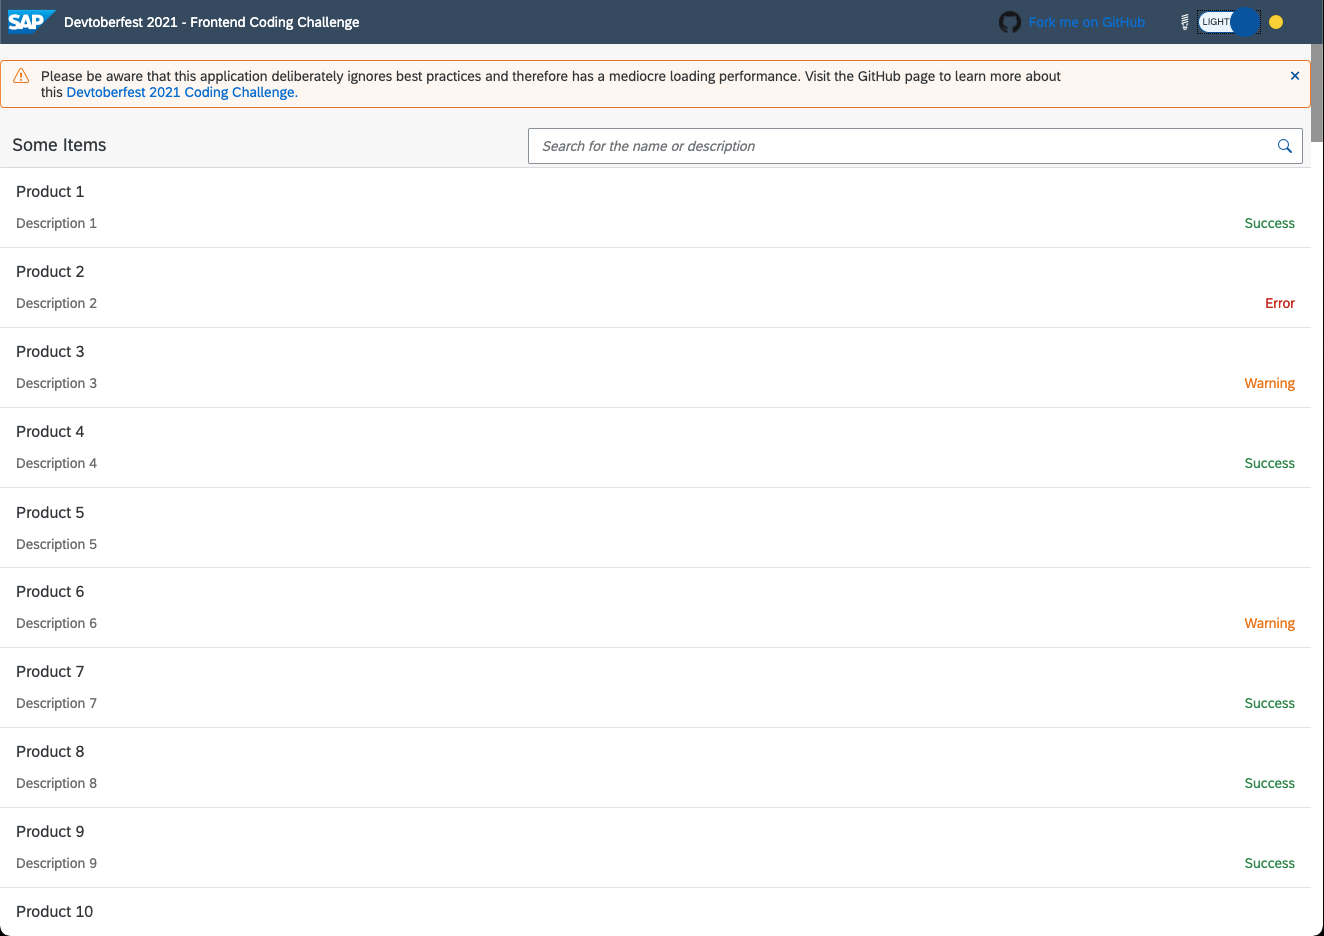 SAP Devtoberfest 2021 - Frontend Coding Challenge Fork me on GitHub LIGHT
Please be aware that this application deliberately ignores best practices and therefore has a mediocre loading performance. Visit the GitHub page to learn more about
this Devtoberfest 2021 Coding Challenge.
Some Items Search for the name or description
Product 1
Description 1 Success
Product 2
Description 2 Error
Product 3
Description 3 Warning
Product 4
Description 4 Success
Product 5
Description 5
Product 6
Description 6 Warning
Product 7
Description 7 Success
Product 8
Description 8 Success
Product 9
Description 9 Success
Product 10